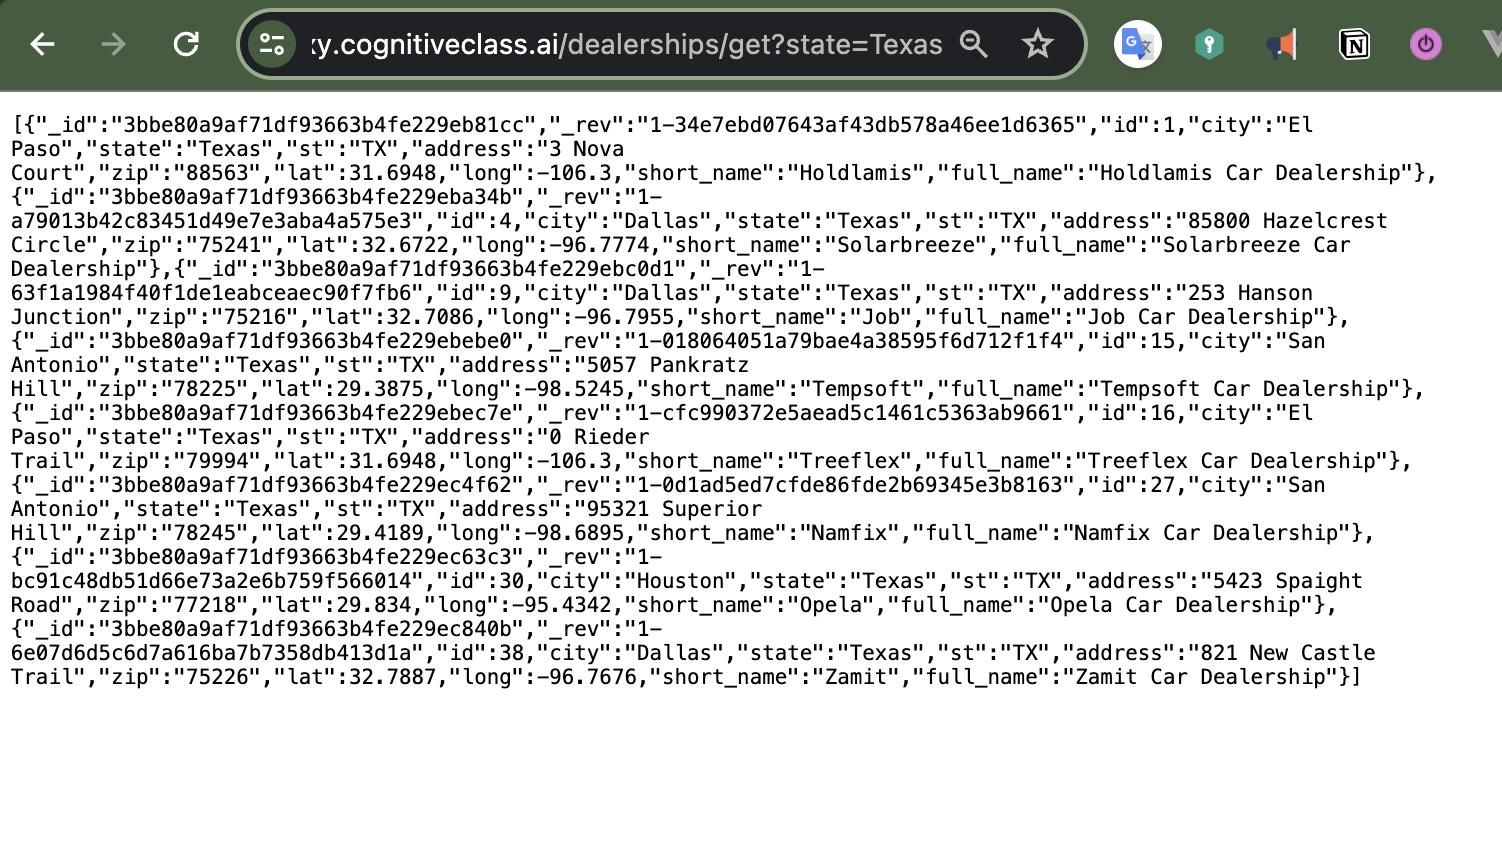 xy.cognitiveclass.ai/dealerships/get?state=Texas
[{"_id":"3bbe80a9af71df93663b4fe229eb81cc","_rev":"1-34e7ebd07643af43db578a46ee1d6365","id":1,"city":"El
Paso","state":"Texas","st":"TX","address":"3 Nova
Court","zip":"88563","lat":31.6948,"long":-106.3,"short_name":"Holdlamis","full_name":"Holdlamis Car Dealership"},
{"_id":"3bbe80a9af71df93663b4fe229eba34b","_rev":"1-
a79013b42c83451d49e7e3aba4a575e3","id":4,"city":"Dallas","state":"Texas","st":"TX","address":"85800 Hazelcrest
Circle","zip":"75241","lat":32.6722,"long":-96.7774,"short_name":"Solarbreeze","full_name":"Solarbreeze Car
Dealership"},{"_id":"3bbe80a9af71df93663b4fe229ebc0d1","_rev":"1-
63f1a1984f40f1de1eabceaec90f7fb6","id":9,"city":"Dallas","state":"Texas","st":"TX","address":"253 Hanson
Junction","zip":"75216","lat":32.7086,"long":-96.7955,"short_name":"Job","full_name":"Job Car Dealership"},
{"_id":"3bbe80a9af71df93663b4fe229ebebe0","_rev":"1-018064051a79bae4a38595f6d712f1f4","id":15,"city":"San
Antonio","state":"Texas","st":"TX","address":"5057 Pankratz
Hill","zip":"78225","lat":29.3875,"long":-98.5245,"short_name":"Tempsoft","full_name":"Tempsoft Car Dealership"},
{"_id":"3bbe80a9af71df93663b4fe229ebec7e","_rev":"1-cfc990372e5aead5c1461c5363ab9661","id":16,"city":"El
Paso","state":"Texas","st":"TX","address":"0 Rieder
Trail","zip":"79994","lat":31.6948,"long":-106.3,"short_name":"Treeflex","full_name":"Treeflex Car Dealership"},
{"_id":"3bbe80a9af71df93663b4fe229ec4f62","_rev":"1-0d1ad5ed7cfde86fde2b69345e3b8163","id":27,"city":"San
Antonio","state":"Texas","st":"TX","address":"95321 Superior
Hill","zip":"78245","lat":29.4189,"long":-98.6895,"short_name":"Namfix","full_name":"Namfix Car Dealership"},
{"_id":"3bbe80a9af71df93663b4fe229ec63c3","_rev":"1-
bc91c48db51d66e73a2e6b759f566014","id":30,"city":"Houston","state":"Texas","st":"TX","address":"5423 Spaight
Road","zip":"77218","lat":29.834,"long":-95.4342,"short_name":"Opela","full_name":"Opela Car Dealership"},
{"_id":"3bbe80a9af71df93663b4fe229ec840b","_rev":"1-
6e07d6d5c6d7a616ba7b7358db413d1a","id":38,"city":"Dallas","state":"Texas","st":"TX","address":"821 New Castle
Trail","zip":"75226","lat":32.7887,"long":-96.7676,"short_name":"Zamit","full_name":"Zamit Car Dealership"}]